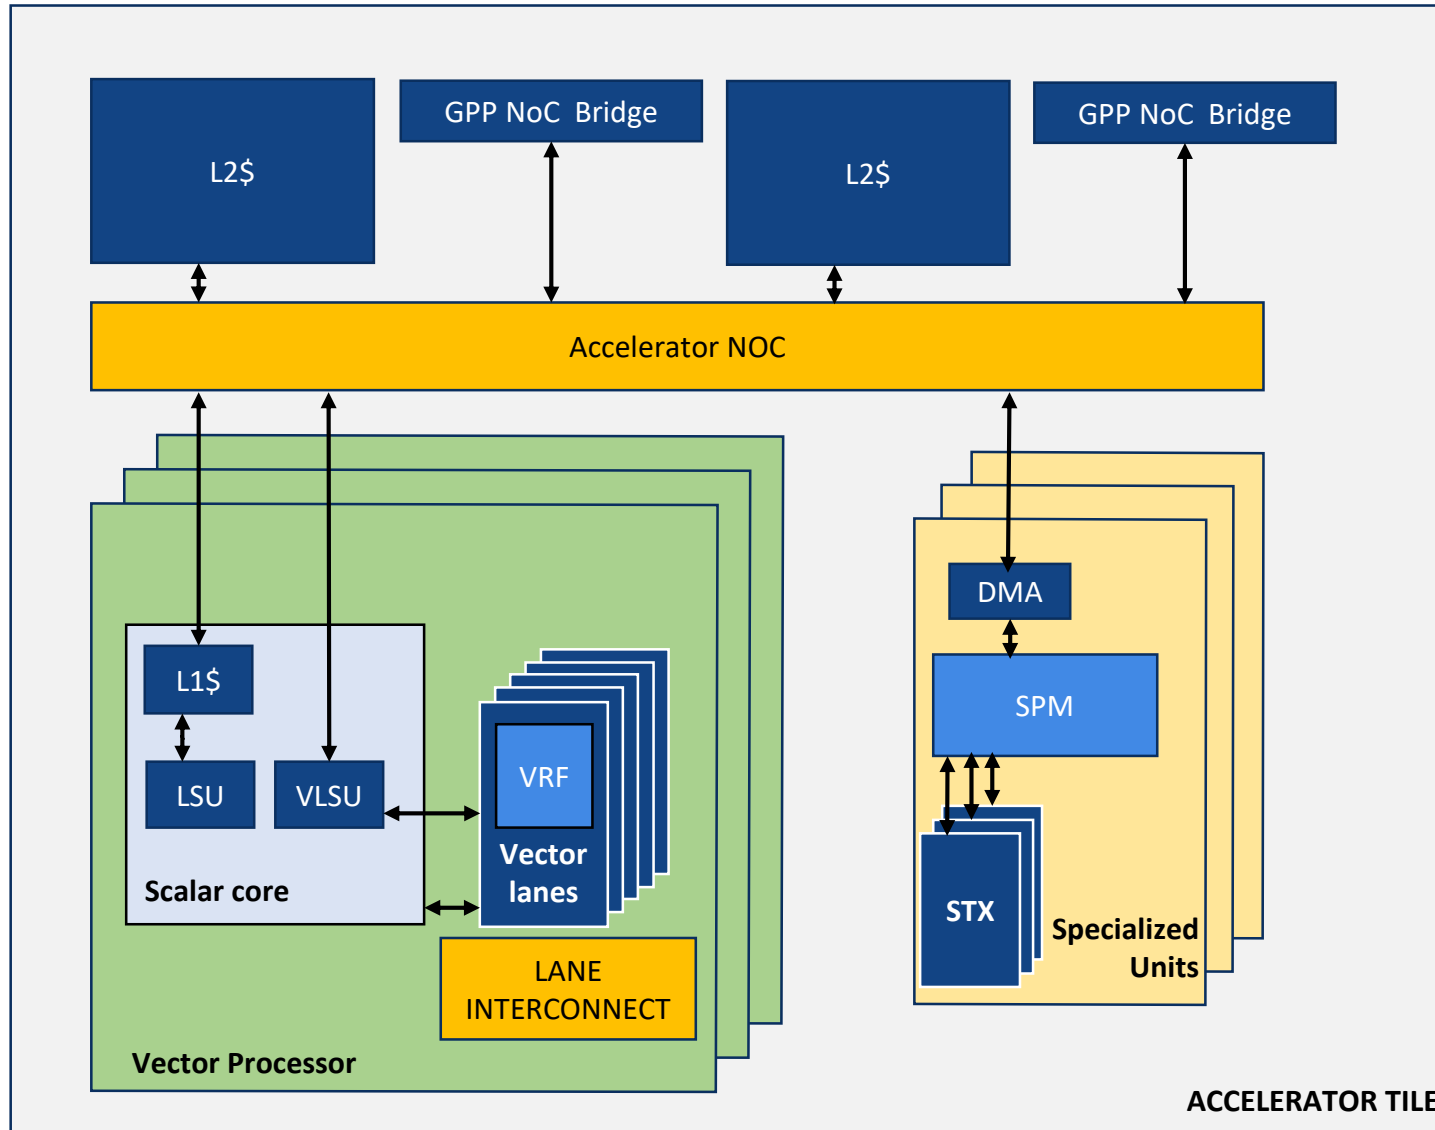 L2$
GPP NoC  Bridge
L2$
GPP NoC  Bridge
Accelerator NOC
L1$
LSU
VLSU
Scalar core
VRF
Vector
lanes
LANE
INTERCONNECT
Vector Processor
DMA
SPM
STX
Specialized
Units
ACCELERATOR TILE